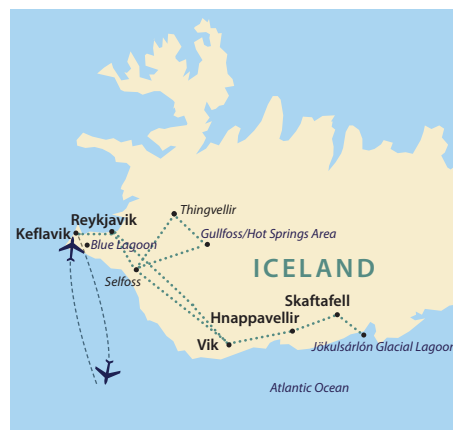 Thingvellir
Reykjavik
Keflavik
Gullfoss/Hot Springs Area
Blue Lagoon
ICELAND
Selfoss
Skaftafell
Hnappavellir
Vik
Jökulsárlón Glacial Lagoon
Atlantic Ocean